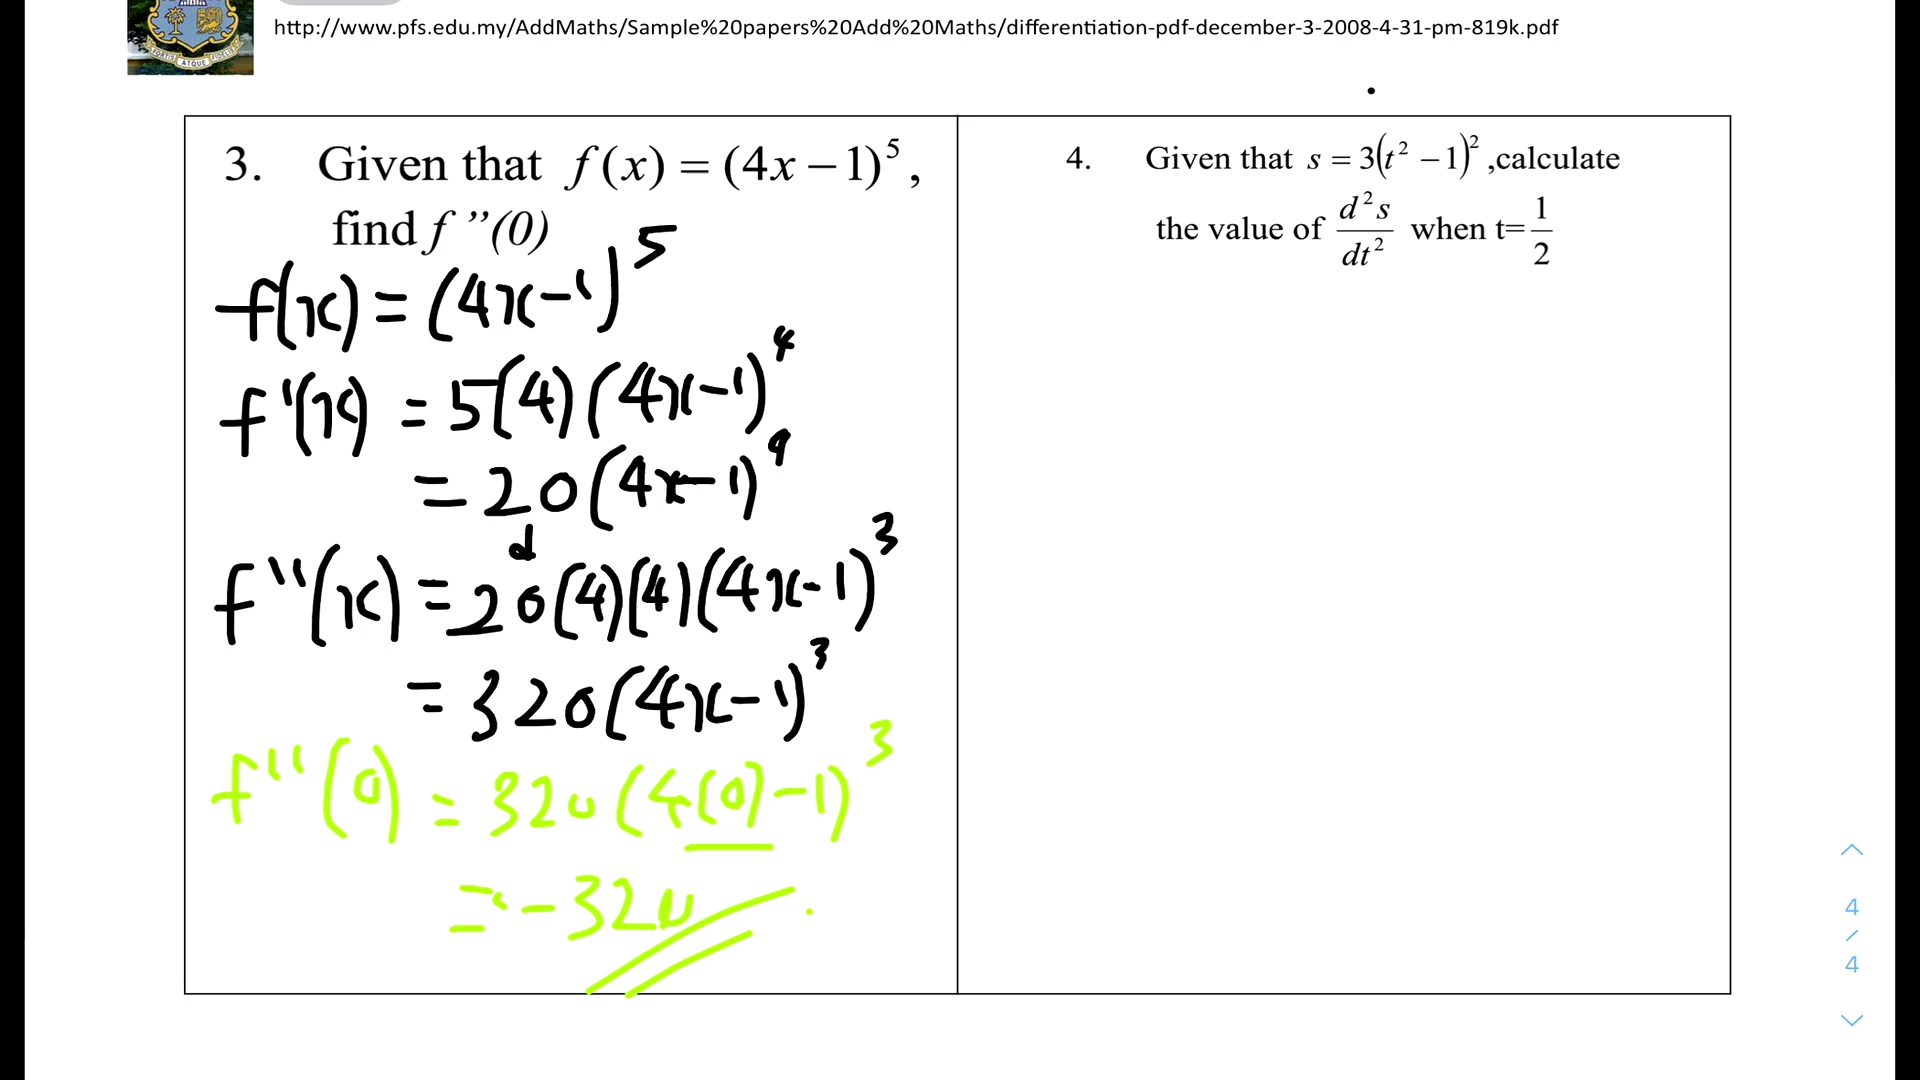 http://www.pfs.edu.my/AddMaths/Sample%20papers%20Add%20Maths/differentiation-pdf-december-3-2008-4-31-pm-819k.pdf
FORTIS ATQUE FIDELIS
3. Given that f(x) = (4x – 1)⁵ ,
find f ”(0)
f(x) = (4x-1)⁵
f'(x) = 5(4)(4x-1)⁴
= 20(4x-1)⁴
f''(x) = 20(4)(4)(4x-1)³
= 320(4x-1)³
f''(0) = 320(4(0)-1)³
= -320
4. Given that s = 3(t² – 1)² ,calculate
the value of d²s/dt² when t= 1/2
4
/
4